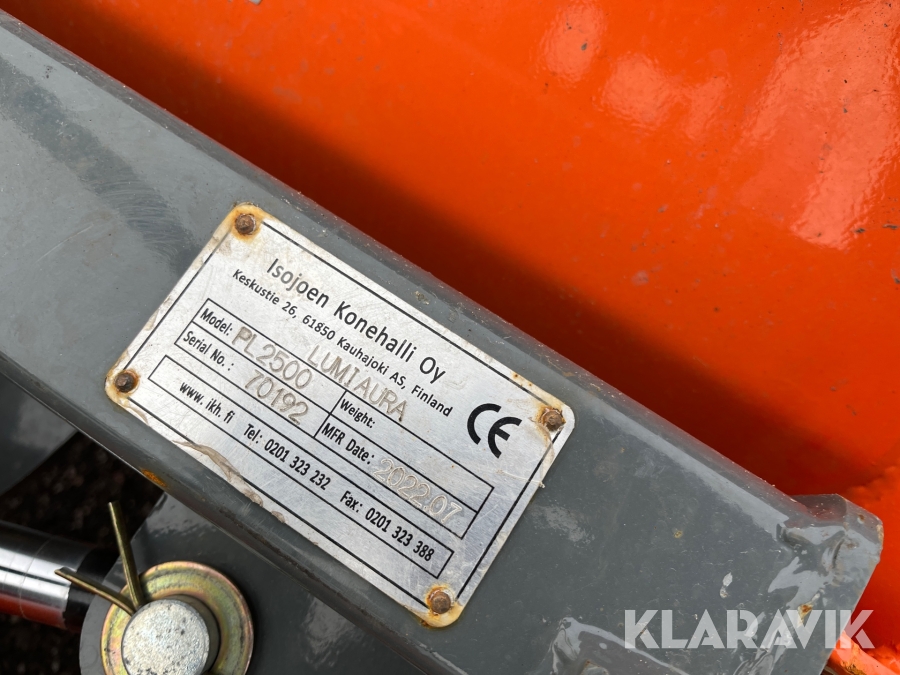 Isojoen Konehalli Oy
Keskustie 26, 61850 Kauhajoki AS, Finland
Model: PL2500 LUMIAURA
Serial No.: 70192
Weight:
MFR Date: 2022.07
www.ikh.fi Tel: 0201 323 232 Fax: 0201 323 388
CE
KLARAVIK